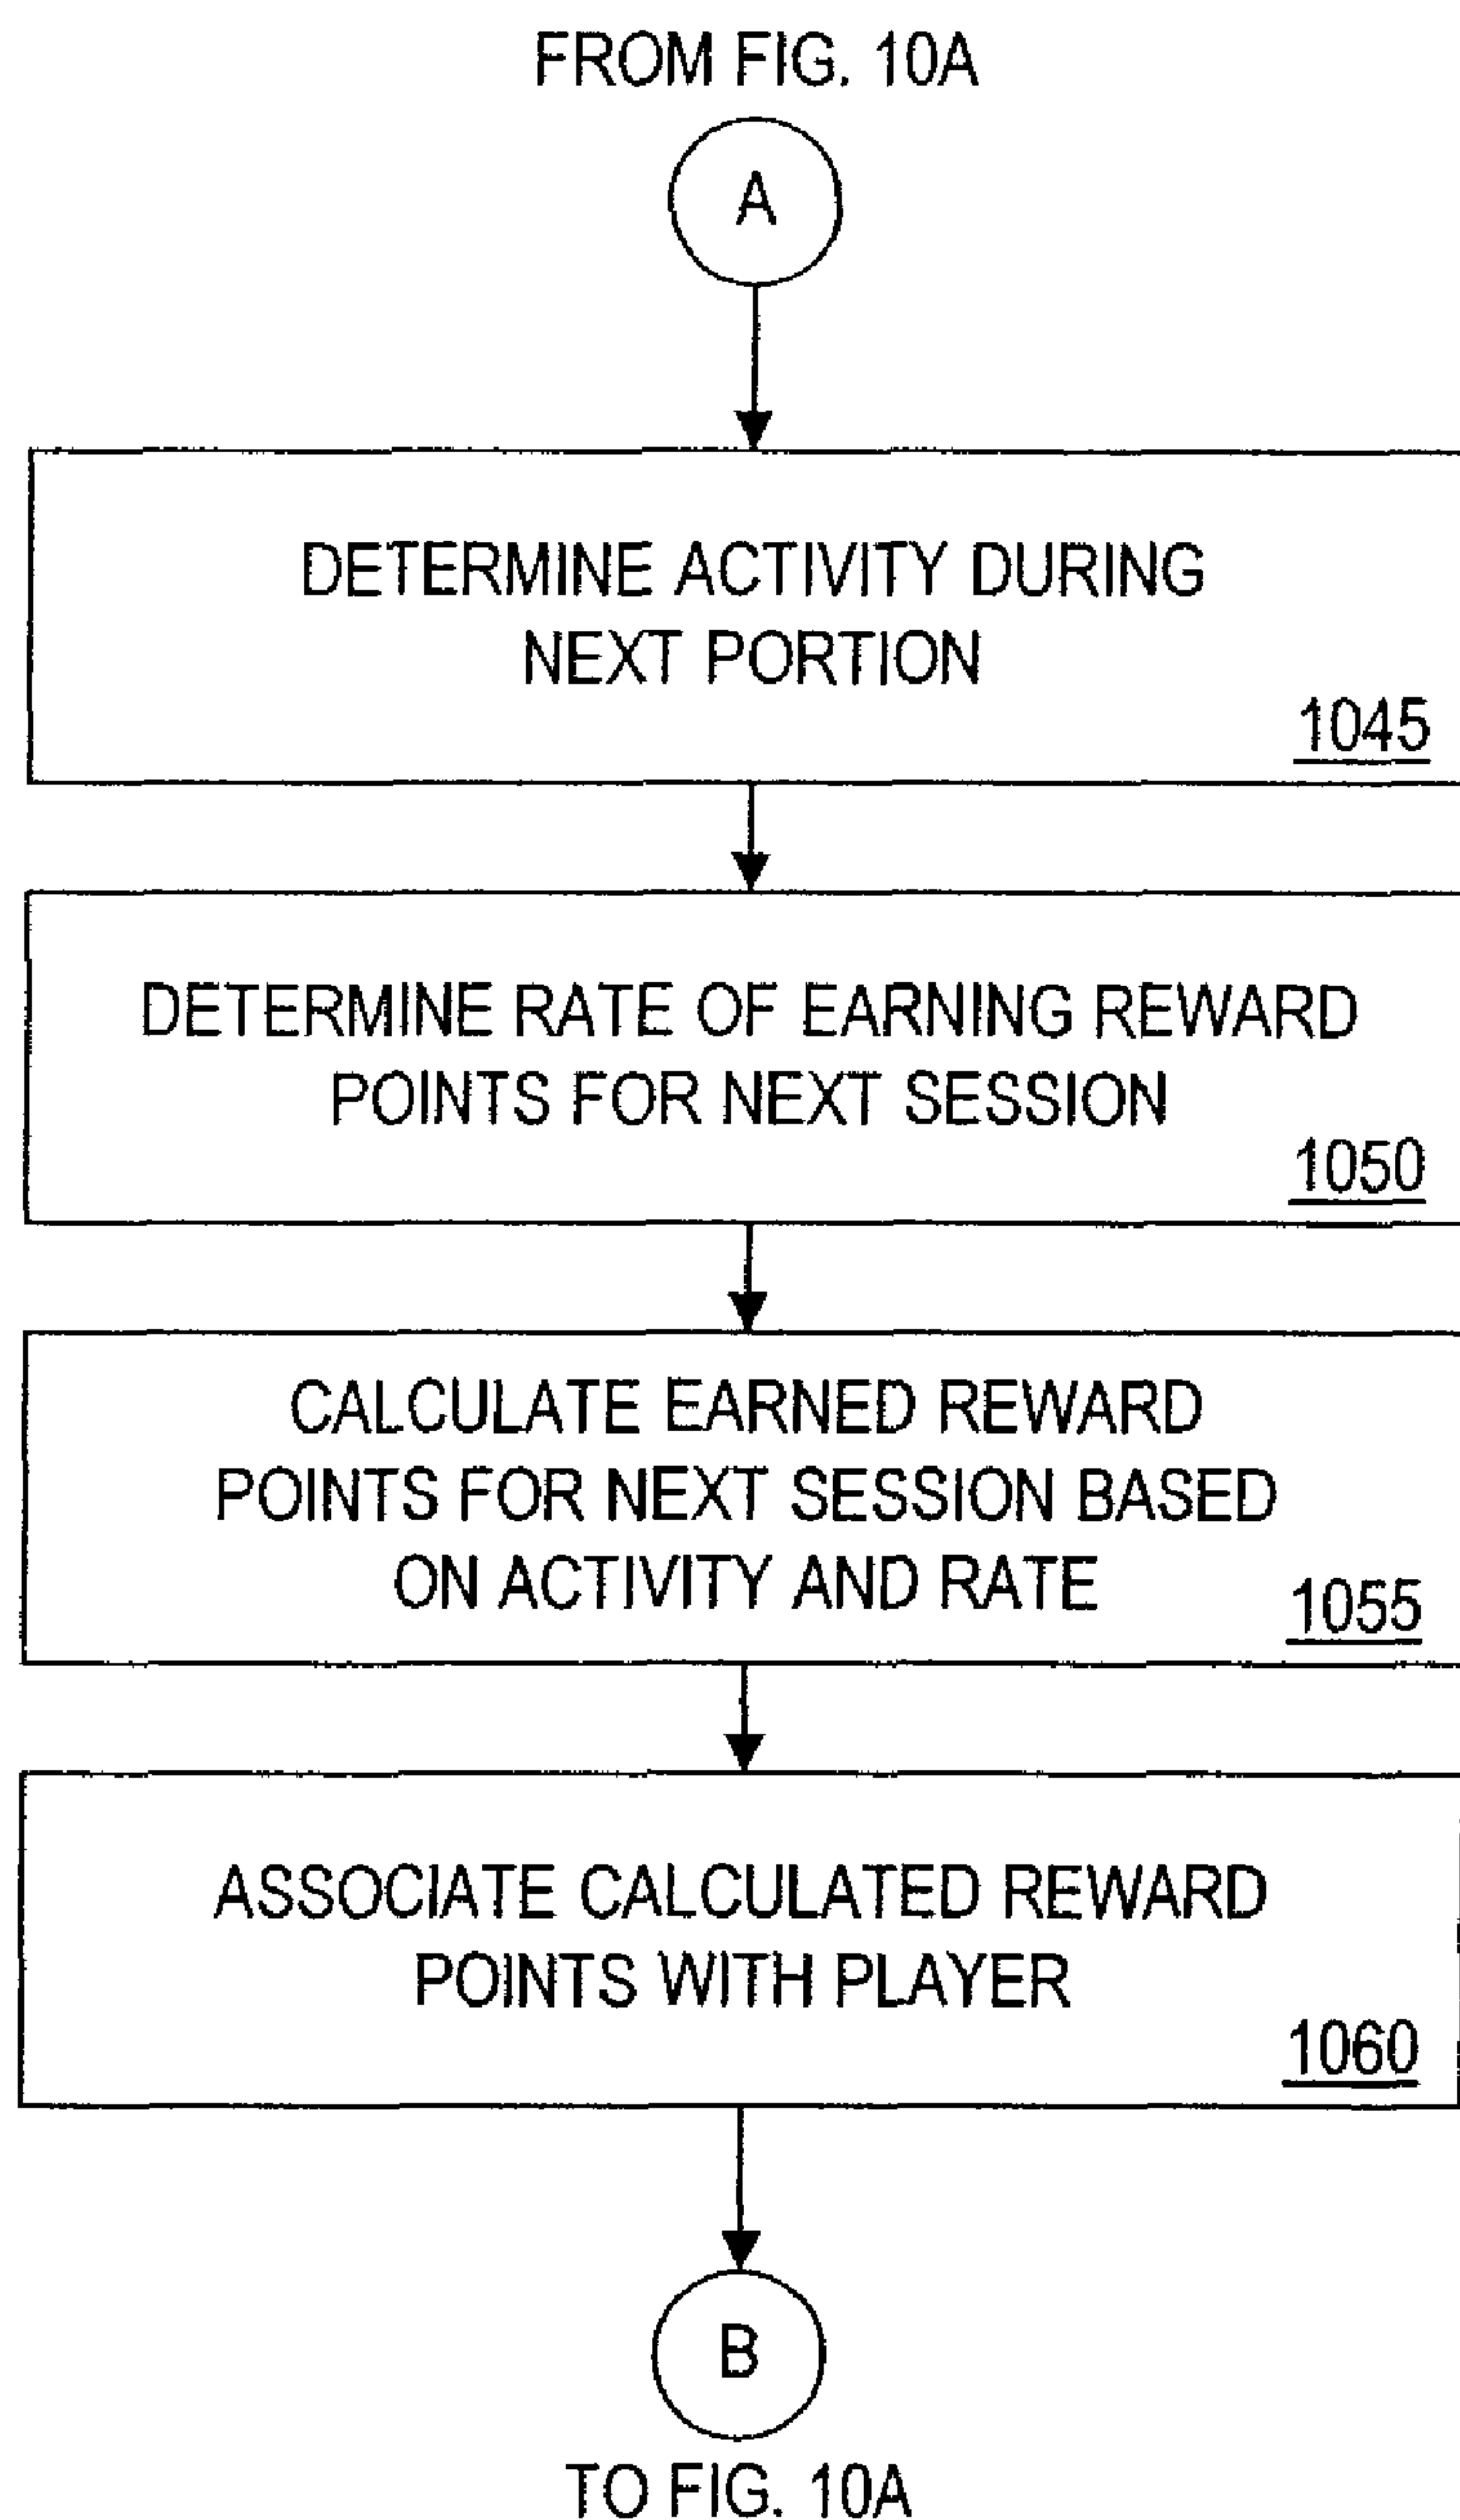 FROM FIG. 10A
A
DETERMINE ACTIVITY DURING
NEXT PORTION
1045
DETERMINE RATE OF EARNING REWARD
POINTS FOR NEXT SESSION
1050
CALCULATE EARNED REWARD
POINTS FOR NEXT SESSION BASED
ON ACTIVITY AND RATE
1055
ASSOCIATE CALCULATED REWARD
POINTS WITH PLAYER
1060
B
TO FIG. 10A